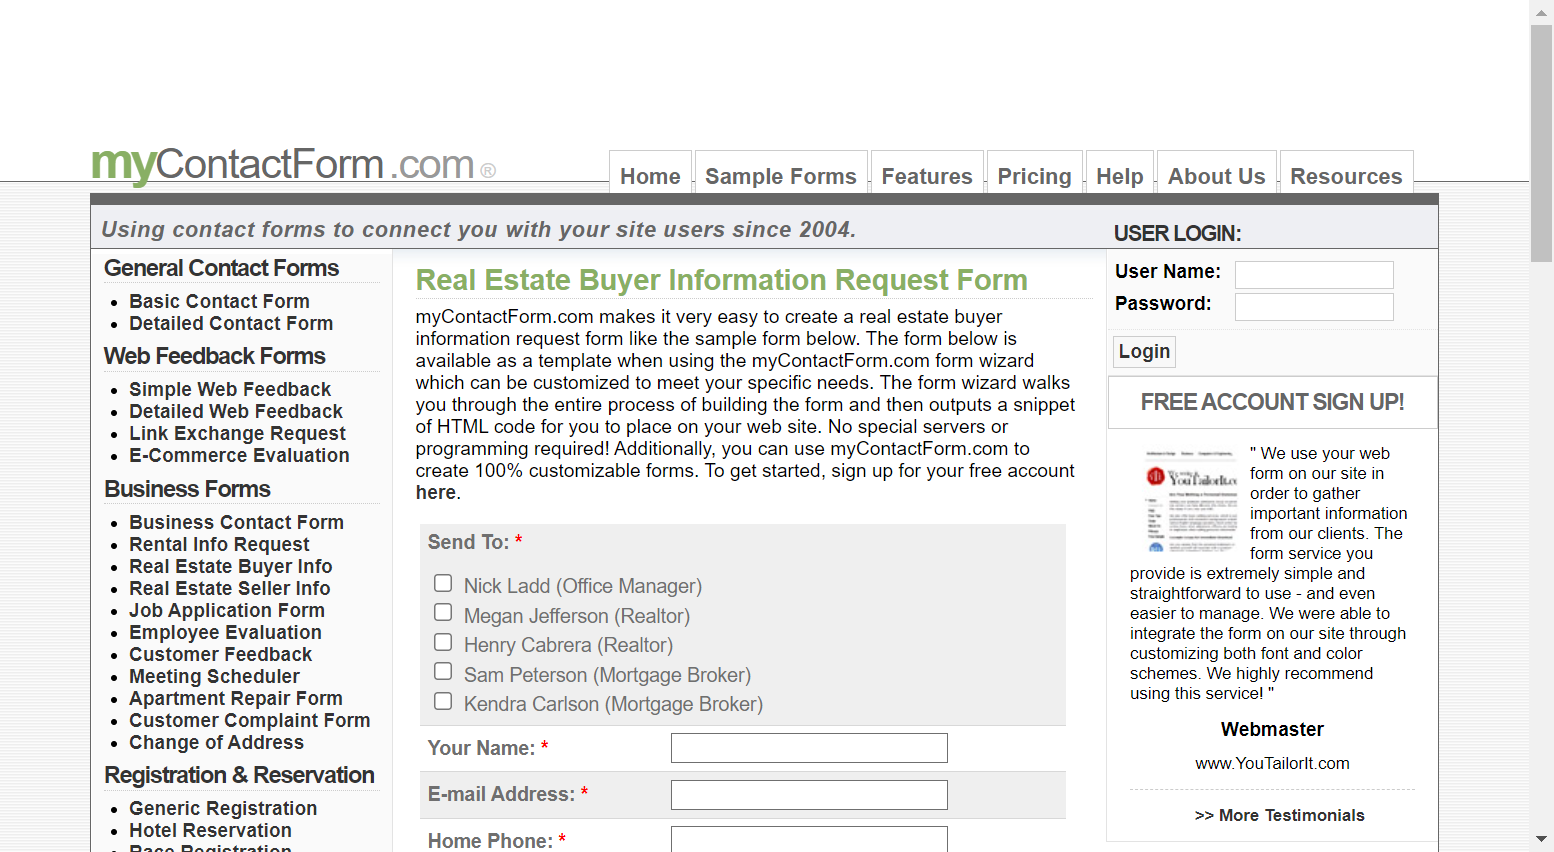 myContactForm.com®
Home
Sample Forms
Features
Pricing
Help
About Us
Resources
Using contact forms to connect you with your site users since 2004.
USER LOGIN:
General Contact Forms
Basic Contact Form
Detailed Contact Form
Web Feedback Forms
Simple Web Feedback
Detailed Web Feedback
Link Exchange Request
E-Commerce Evaluation
Business Forms
Business Contact Form
Rental Info Request
Real Estate Buyer Info
Real Estate Seller Info
Job Application Form
Employee Evaluation
Customer Feedback
Meeting Scheduler
Apartment Repair Form
Customer Complaint Form
Change of Address
Registration & Reservation
Generic Registration
Hotel Reservation
Race Registration
Real Estate Buyer Information Request Form
myContactForm.com makes it very easy to create a real estate buyer
information request form like the sample form below. The form below is
available as a template when using the myContactForm.com form wizard
which can be customized to meet your specific needs. The form wizard walks
you through the entire process of building the form and then outputs a snippet
of HTML code for you to place on your web site. No special servers or
programming required! Additionally, you can use myContactForm.com to
create 100% customizable forms. To get started, sign up for your free account
here.
Send To: *
Nick Ladd (Office Manager)
Megan Jefferson (Realtor)
Henry Cabrera (Realtor)
Sam Peterson (Mortgage Broker)
Kendra Carlson (Mortgage Broker)
Your Name: *
E-mail Address: *
Home Phone: *
User Name:
Password:
Login
FREE ACCOUNT SIGN UP!
YouTailorIt.co
" We use your web
form on our site in
order to gather
important information
from our clients. The
form service you
provide is extremely simple and
straightforward to use - and even
easier to manage. We were able to
integrate the form on our site through
customizing both font and color
schemes. We highly recommend
using this service! "
Webmaster
www.YouTailorIt.com
>> More Testimonials